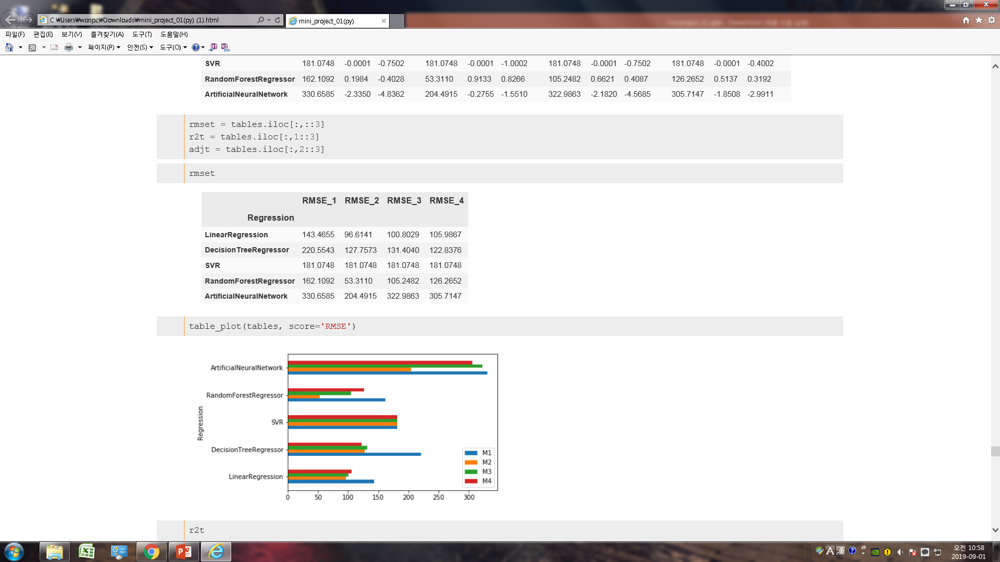 C:₩Users₩wonpc₩Downloads₩mini_project_01(py) (1).html
mini_project_01(py)
파일(F) 편집(E) 보기(V) 즐겨찾기(A) 도구(T) 도움말(H)
페이지(P) 안전(S) 도구(O)
SVR 181.0748 -0.0001 -0.7502 181.0748 -0.0001 -1.0002 181.0748 -0.0001 -0.7502 181.0748 -0.0001 -0.4002
RandomForestRegressor 162.1092 0.1984 -0.4028 53.3110 0.9133 0.8266 105.2482 0.6621 0.4087 126.2652 0.5137 0.3192
ArtificialNeuralNetwork 330.6585 -2.3350 -4.8362 204.4915 -0.2755 -1.5510 322.9863 -2.1820 -4.5685 305.7147 -1.8508 -2.9911
rmset = tables.iloc[:,::3]
r2t = tables.iloc[:,1::3]
adjt = tables.iloc[:,2::3]
rmset
RMSE_1 RMSE_2 RMSE_3 RMSE_4
Regression
LinearRegression 143.4655 96.6141 100.8029 105.9867
DecisionTreeRegressor 220.5543 127.7573 131.4040 122.8376
SVR 181.0748 181.0748 181.0748 181.0748
RandomForestRegressor 162.1092 53.3110 105.2482 126.2652
ArtificialNeuralNetwork 330.6585 204.4915 322.9863 305.7147
table_plot(tables, score='RMSE')
ArtificialNeuralNetwork
RandomForestRegressor
SVR
DecisionTreeRegressor
LinearRegression
Regression
M1
M2
M3
M4
0 50 100 150 200 250 300
r2t
A 漢
오전 10:58
2019-09-01